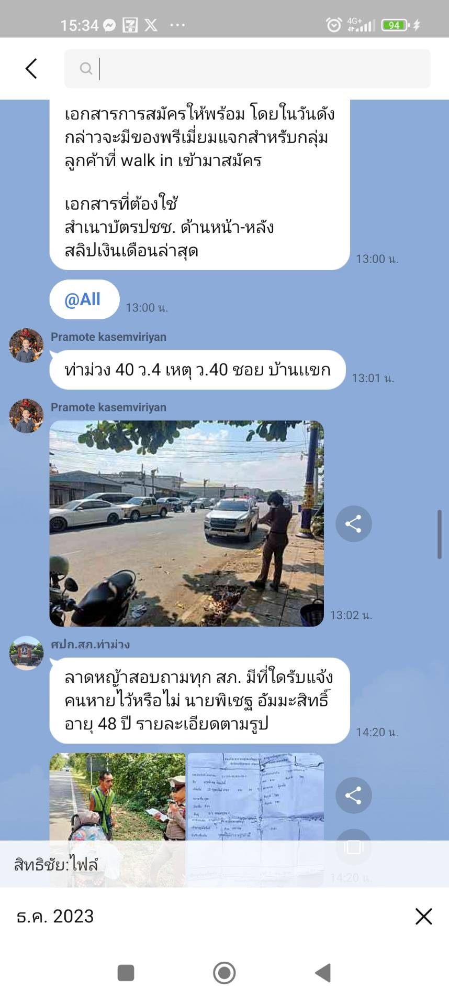 15:34
4G+
94
เอกสารการสมัครให้พร้อม โดยในวันดัง
กล่าวจะมีของพรีเมี่ยมแจกสำหรับกลุ่ม
ลูกค้าที่ walk in เข้ามาสมัคร
เอกสารที่ต้องใช้
สำเนาบัตรปชช. ด้านหน้า-หลัง
สลิปเงินเดือนล่าสุด
13:00 น.
@All
13:00 น.
Pramote kasemviriyan
ท่าม่วง 40 ว.4 เหตุ ว.40 ชอย บ้านแขก
13:01 น.
Pramote kasemviriyan
13:02 น.
ศปก.สภ.ท่าม่วง
ลาดหญ้าสอบถามทุก สภ. มีที่ใดรับแจ้ง
คนหายไว้หรือไม่ นายพิเชฐ อัมมะสิทธิ์
อายุ 48 ปี รายละเอียดตามรูป
14:20 น.
14:20 น.
สิทธิชัย:ไฟล์
ธ.ค. 2023